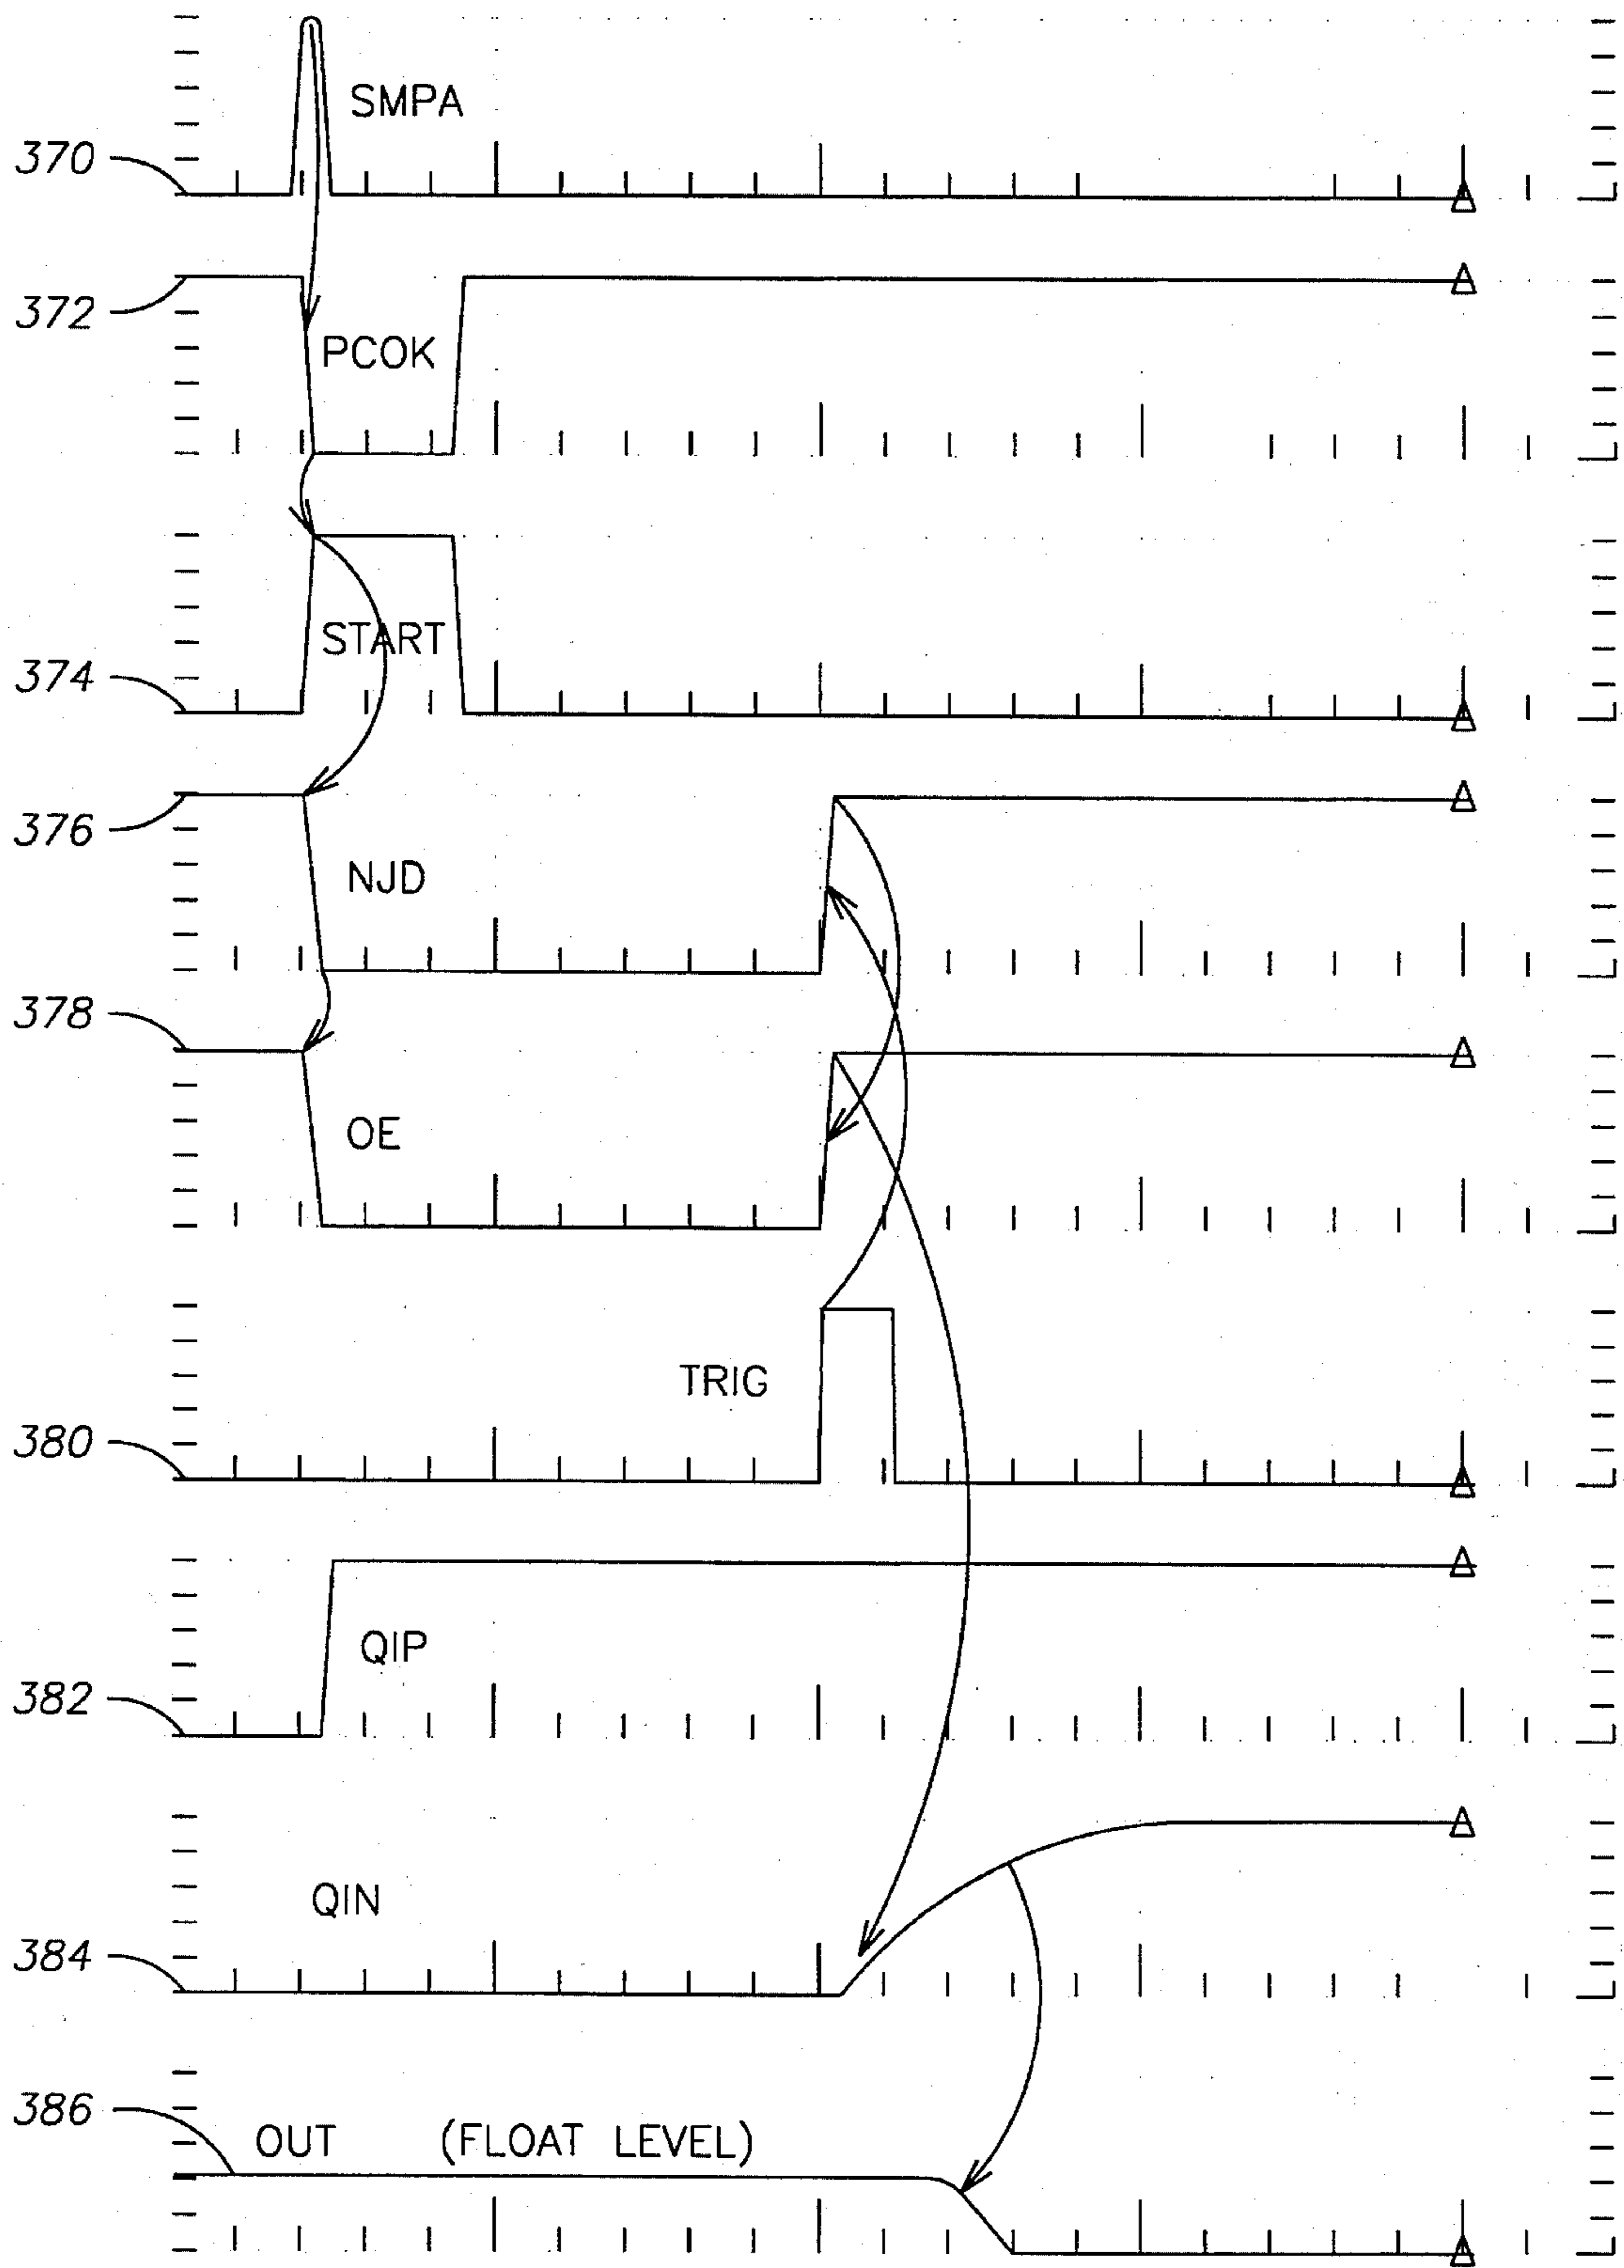 SMPA
370
372
PCOK
START
374
376
NJD
378
OE
TRIG
380
QIP
382
QIN
384
386
OUT (FLOAT LEVEL)